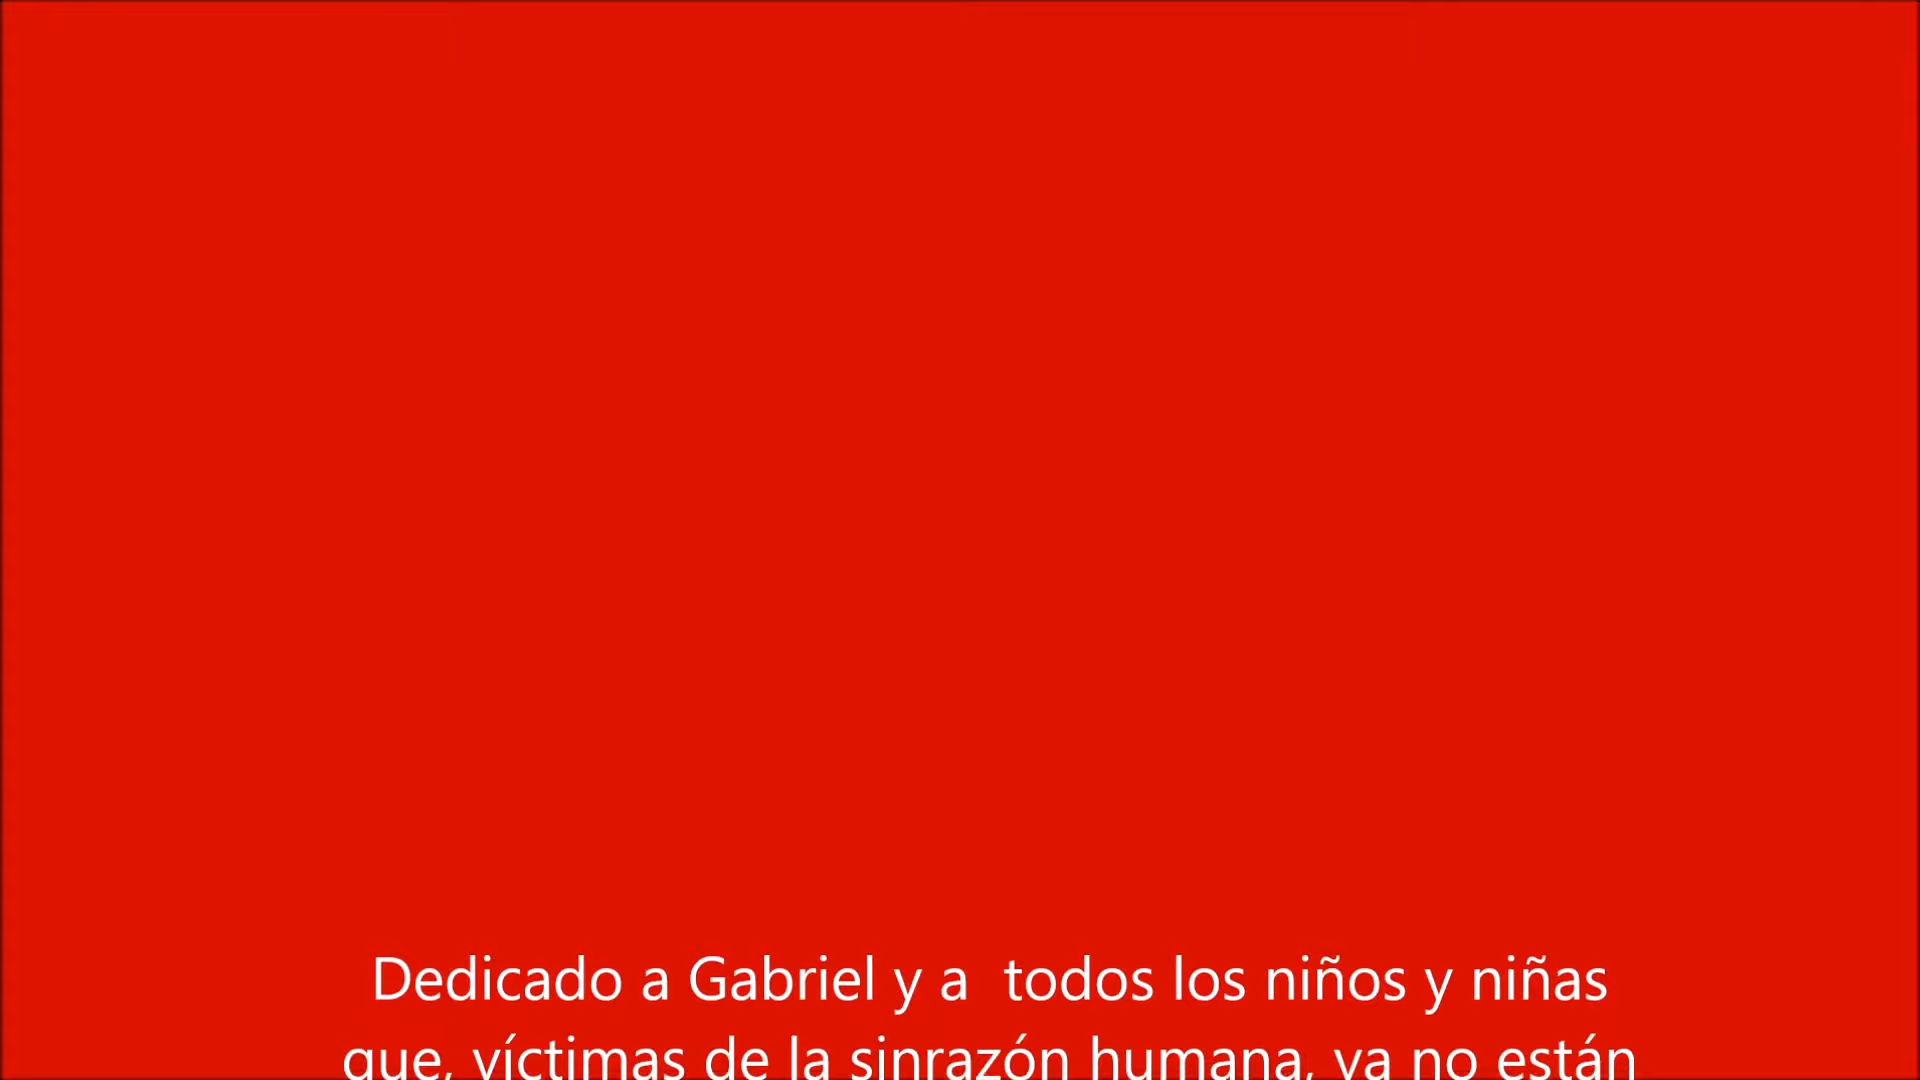 Dedicado a Gabriel y a  todos los niños y niñas
que, víctimas de la sinrazón humana, ya no están